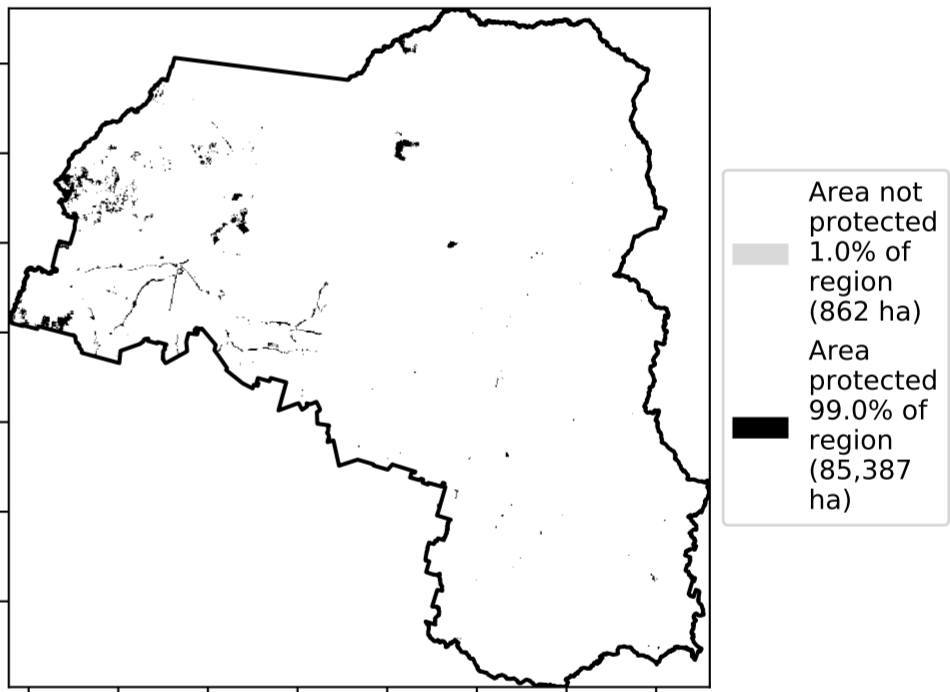 Area not
protected
1.0% of
region
(862 ha)
Area
protected
99.0% of
region
(85,387
ha)